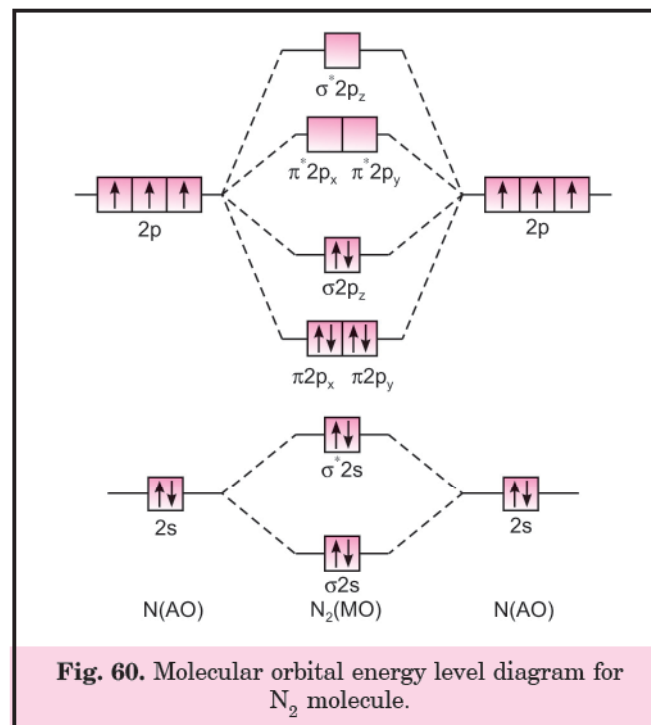 σ*2pz
π*2px π*2py
2p 2p
σ2pz
π2px π2py
σ*2s
2s 2s
σ2s
N(AO) N₂(MO) N(AO)
Fig. 60. Molecular orbital energy level diagram for
N₂ molecule.